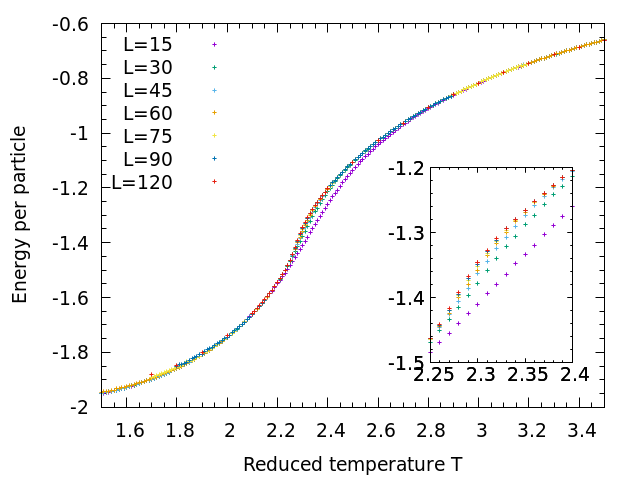 -0.6
L=15
L=30
-0.8
L=45
L=60
-1
L=75
L=90
L=120
-1.2
-1.4
-1.6
-1.8
-2
Energy per particle
-1.2
-1.3
-1.4
-1.5
2.25 2.3 2.35 2.4
1.6 1.8 2 2.2 2.4 2.6 2.8 3 3.2 3.4
Reduced temperature T